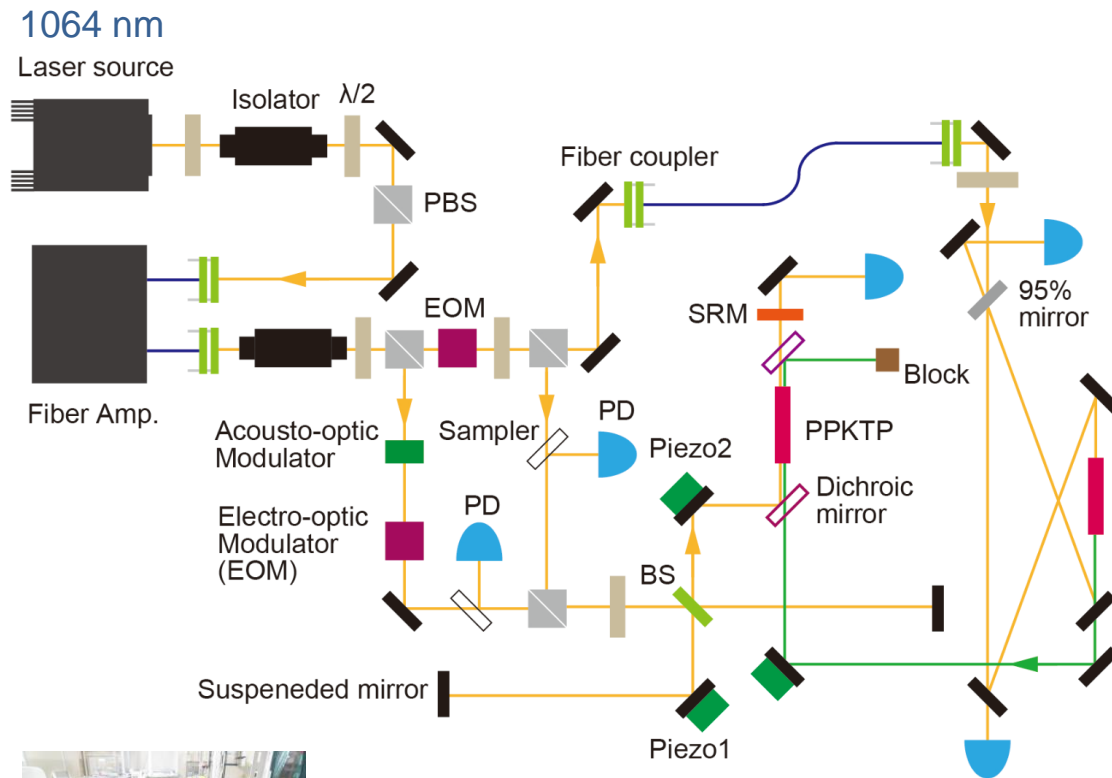 1064 nm
Laser source
Isolator
λ/2
Fiber coupler
PBS
EOM
SRM
95%
mirror
Block
Fiber Amp.
Acousto-optic
Modulator
Sampler
PD
Piezo2
PPKTP
Dichroic
mirror
Electro-optic
Modulator
(EOM)
PD
BS
Suspeneded mirror
Piezo1